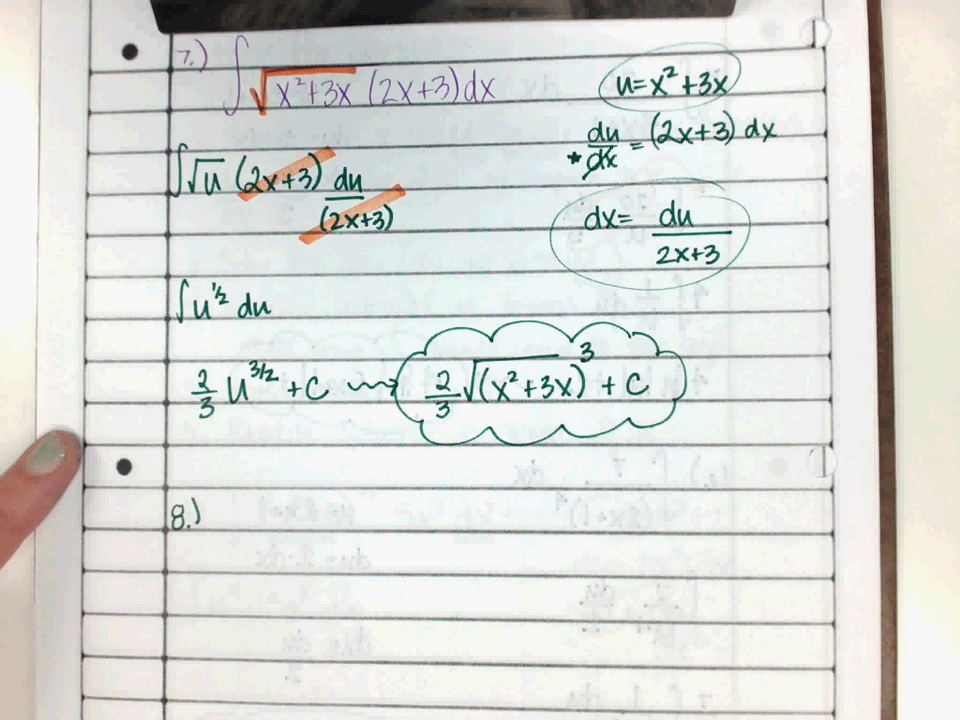 7.) ∫ √x²+3x (2x+3)dx
u=x²+3x
* du/dx = (2x+3) dx
∫√u (2x+3) du/(2x+3)
dx= du/2x+3
∫u^1/2 du
2/3 u^3/2 + C ⇝ 2/3 √(x²+3x)³ + C
8.)